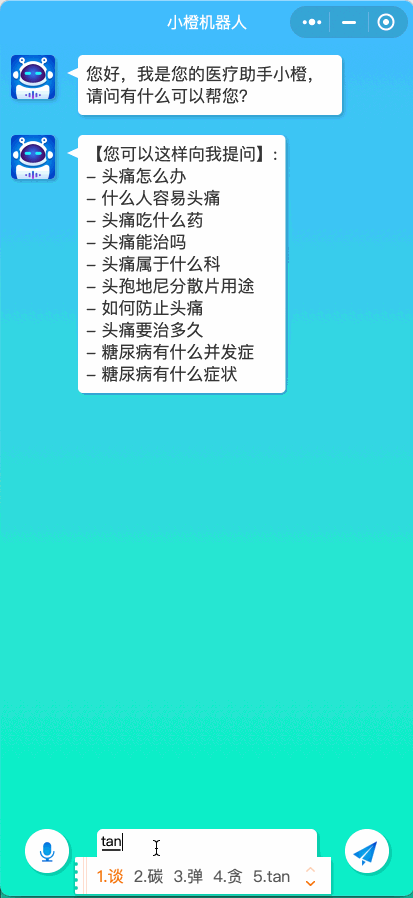 小橙机器人
您好，我是您的医疗助手小橙，
请问有什么可以帮您？
【您可以这样向我提问】:
– 头痛怎么办
– 什么人容易头痛
– 头痛吃什么药
– 头痛能治吗
– 头痛属于什么科
– 头孢地尼分散片用途
– 如何防止头痛
– 头痛要治多久
– 糖尿病有什么并发症
– 糖尿病有什么症状
tan
1.谈 2.碳 3.弹 4.贪 5.tan